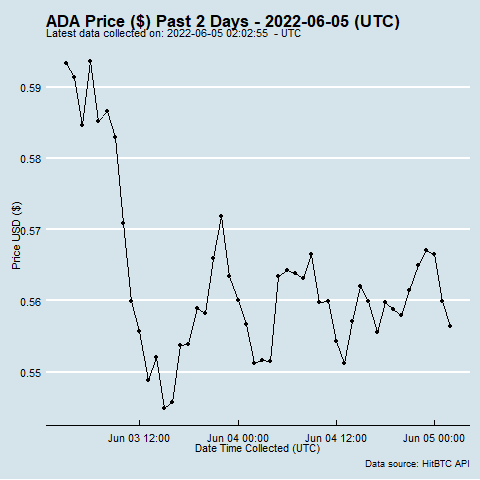 ADA Price ($) Past 2 Days - 2022-06-05 (UTC)
Latest data collected on: 2022-06-05 02:02:55  - UTC
0.59
0.58
0.57
0.56
0.55
Price USD ($)
Jun 03 12:00
Jun 04 00:00
Jun 04 12:00
Jun 05 00:00
Date Time Collected (UTC)
Data source: HitBTC API